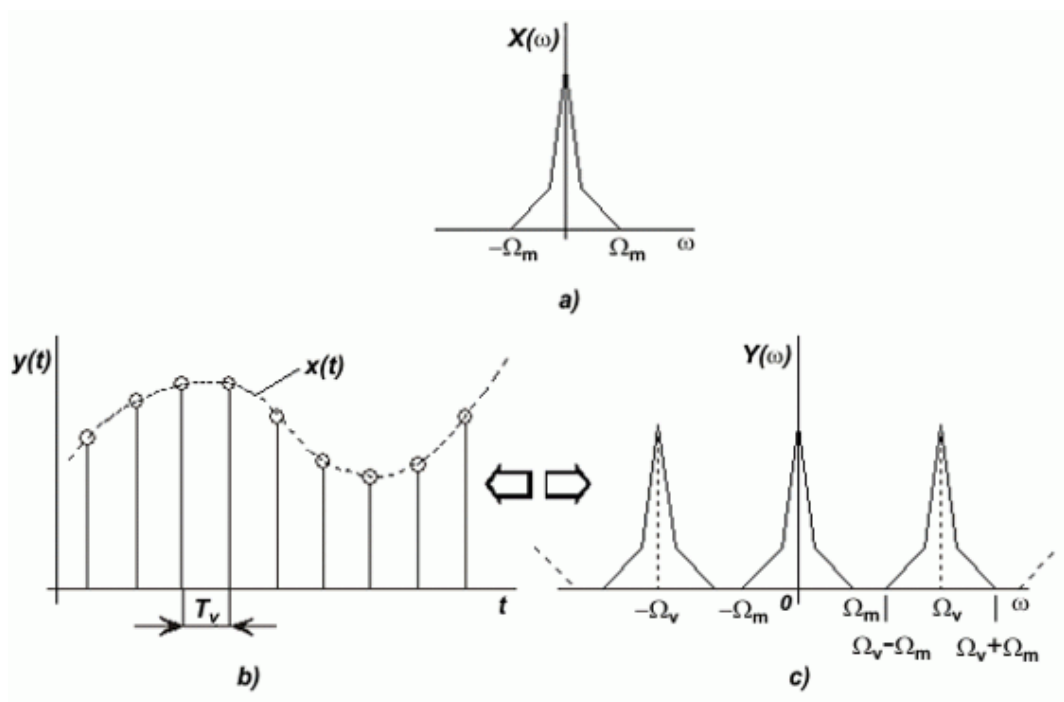 X(ω)
−Ωm Ωm ω
a)
y(t)
x(t)
Tv
t
b)
Y(ω)
−Ωv −Ωm 0 Ωm Ωv ω
Ωv-Ωm Ωv+Ωm
c)